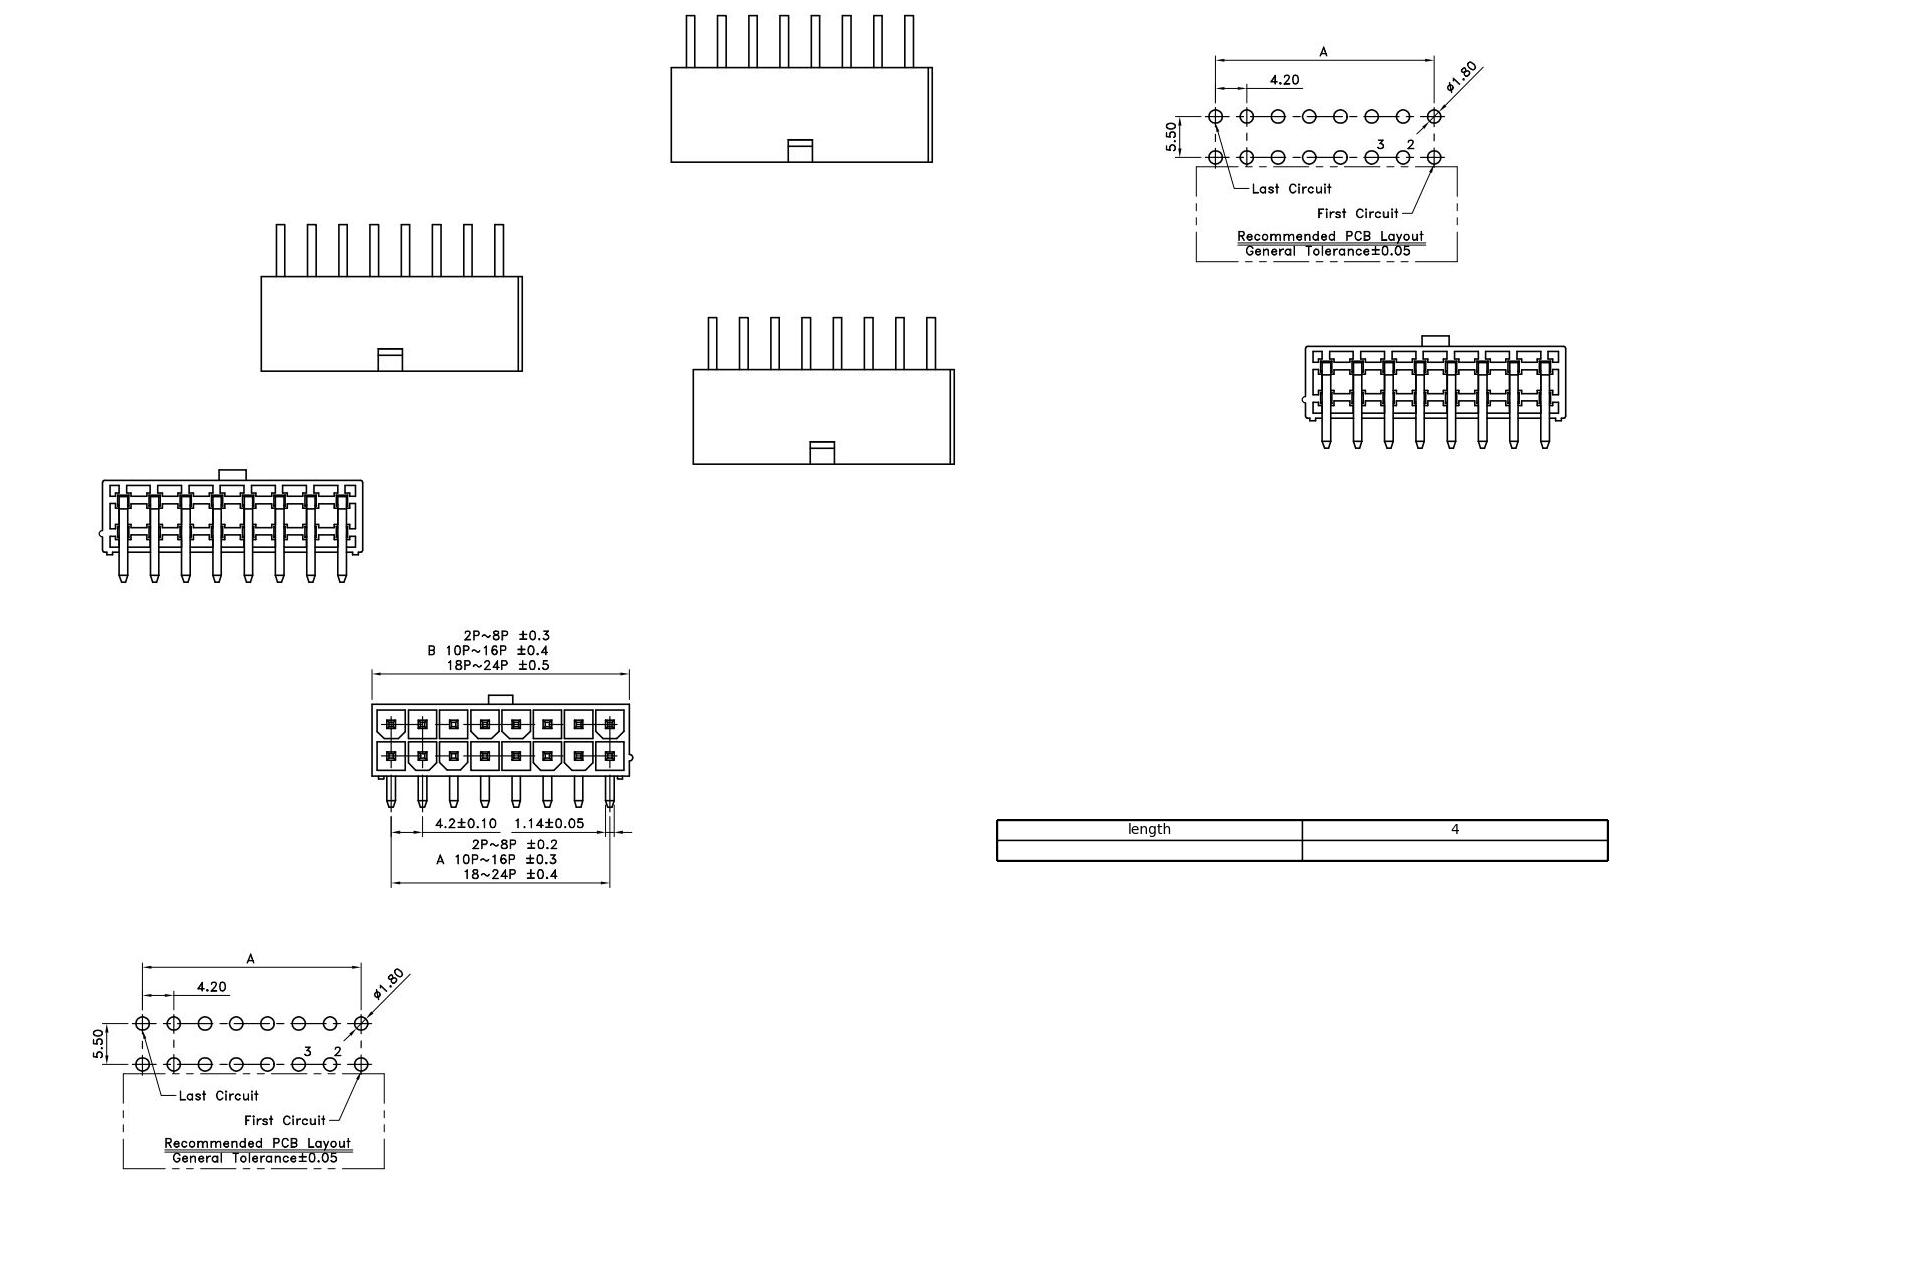 A
4.20
ø1.80
5.50
3 2
Last Circuit
First Circuit
Recommended PCB Layout
General Tolerance±0.05
2P~8P ±0.3
B 10P~16P ±0.4
18P~24P ±0.5
4.2±0.10 1.14±0.05
2P~8P ±0.2
A 10P~16P ±0.3
18~24P ±0.4
length 4
A
4.20
ø1.80
5.50
3 2
Last Circuit
First Circuit
Recommended PCB Layout
General Tolerance±0.05